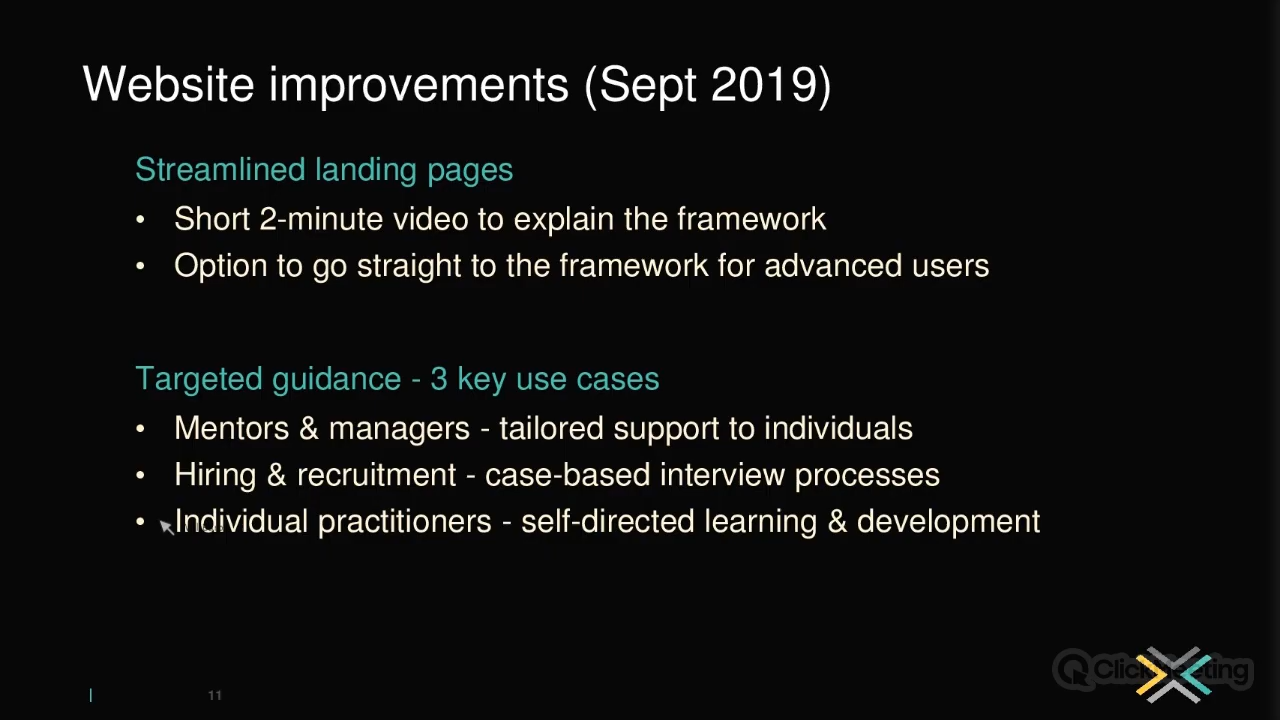 Website improvements (Sept 2019)
Streamlined landing pages
• Short 2-minute video to explain the framework
• Option to go straight to the framework for advanced users
Targeted guidance - 3 key use cases
• Mentors & managers - tailored support to individuals
• Hiring & recruitment - case-based interview processes
• Individual practitioners - self-directed learning & development
| 11
ClickMeeting